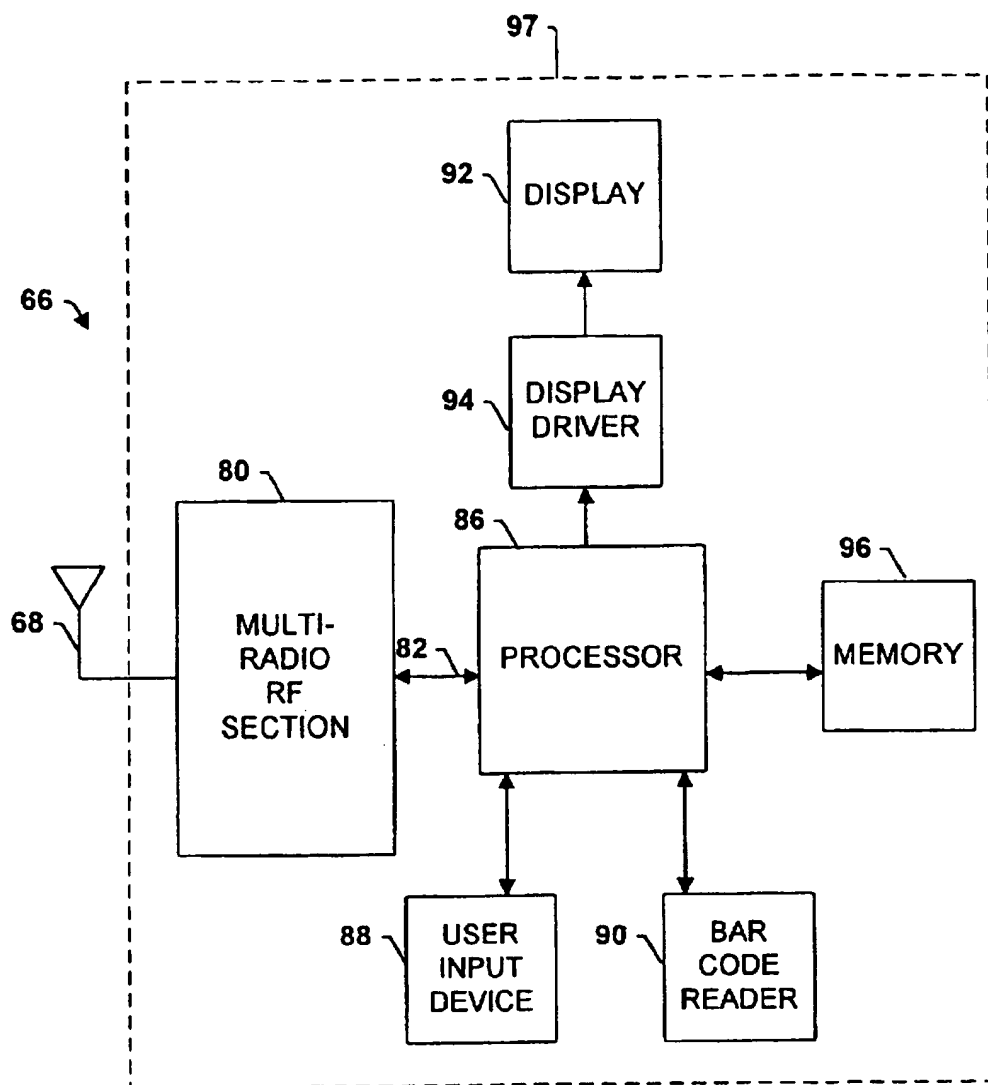 97
92
DISPLAY
66
94
DISPLAY
DRIVER
80
86
96
68
MULTI-
RADIO
RF
SECTION
82
PROCESSOR
MEMORY
88
USER
INPUT
DEVICE
90
BAR
CODE
READER